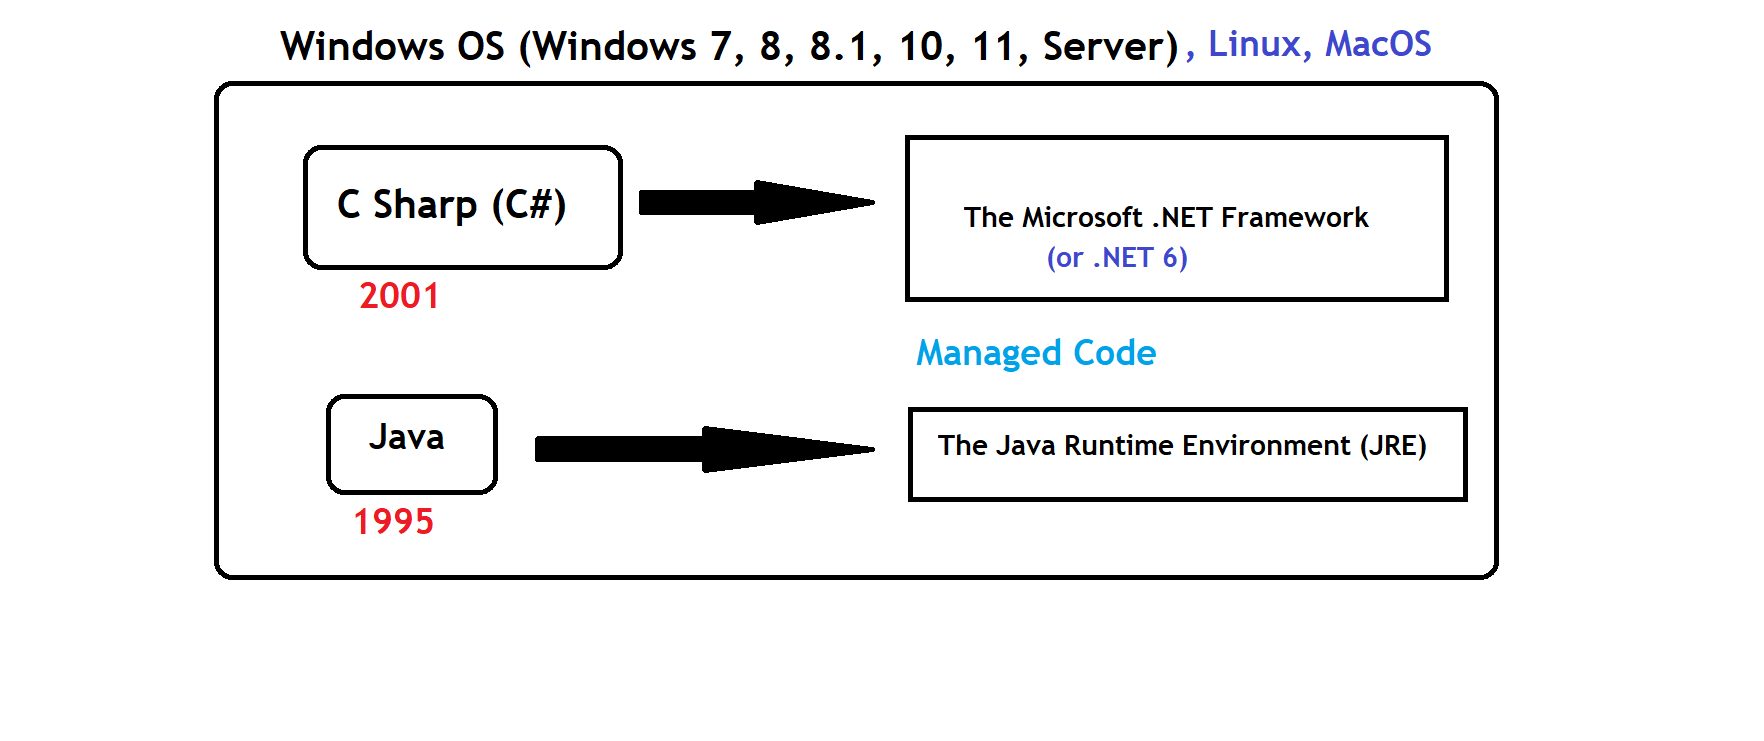 Windows OS (Windows 7, 8, 8.1, 10, 11, Server), Linux, MacOS
C Sharp (C#)
The Microsoft .NET Framework
(or .NET 6)
2001
Managed Code
Java
The Java Runtime Environment (JRE)
1995